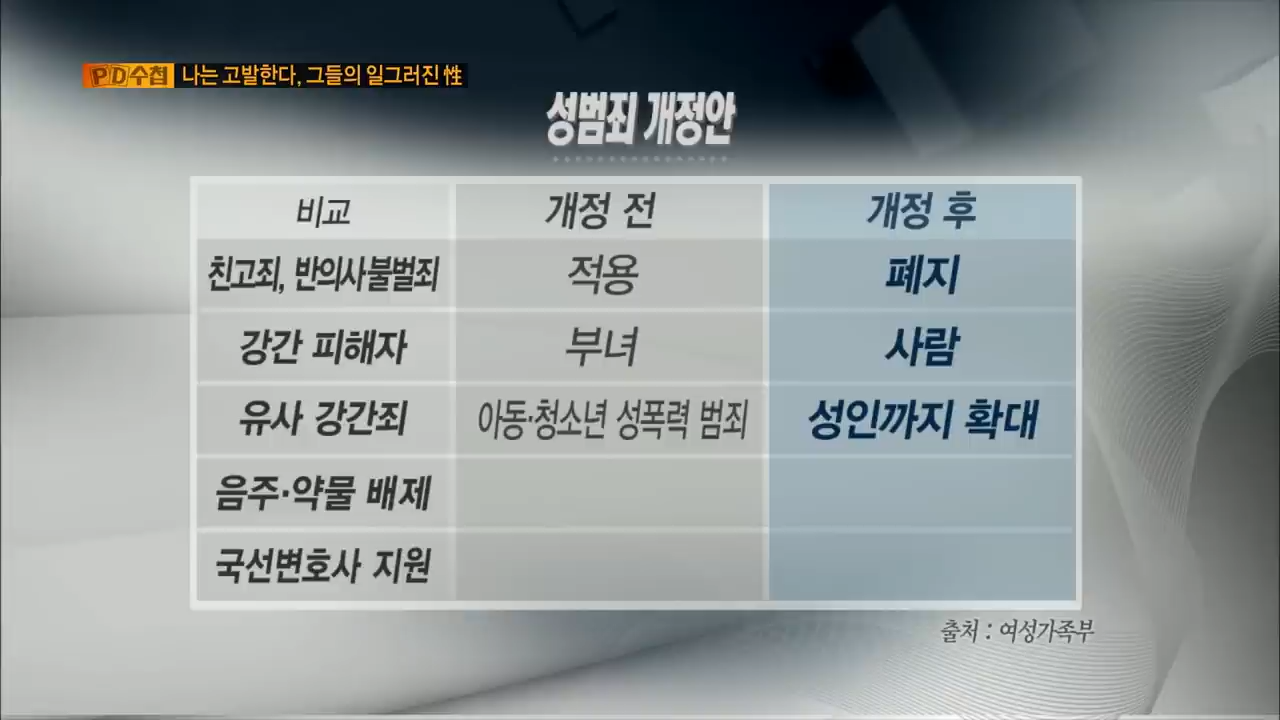 PD수첩 나는 고발한다, 그들의 일그러진 性
성범죄 개정안
비교 개정 전 개정 후
친고죄, 반의사불벌죄 적용 폐지
강간 피해자 부녀 사람
유사 강간죄 아동·청소년 성폭력 범죄 성인까지 확대
음주·약물 배제
국선변호사 지원
출처 : 여성가족부